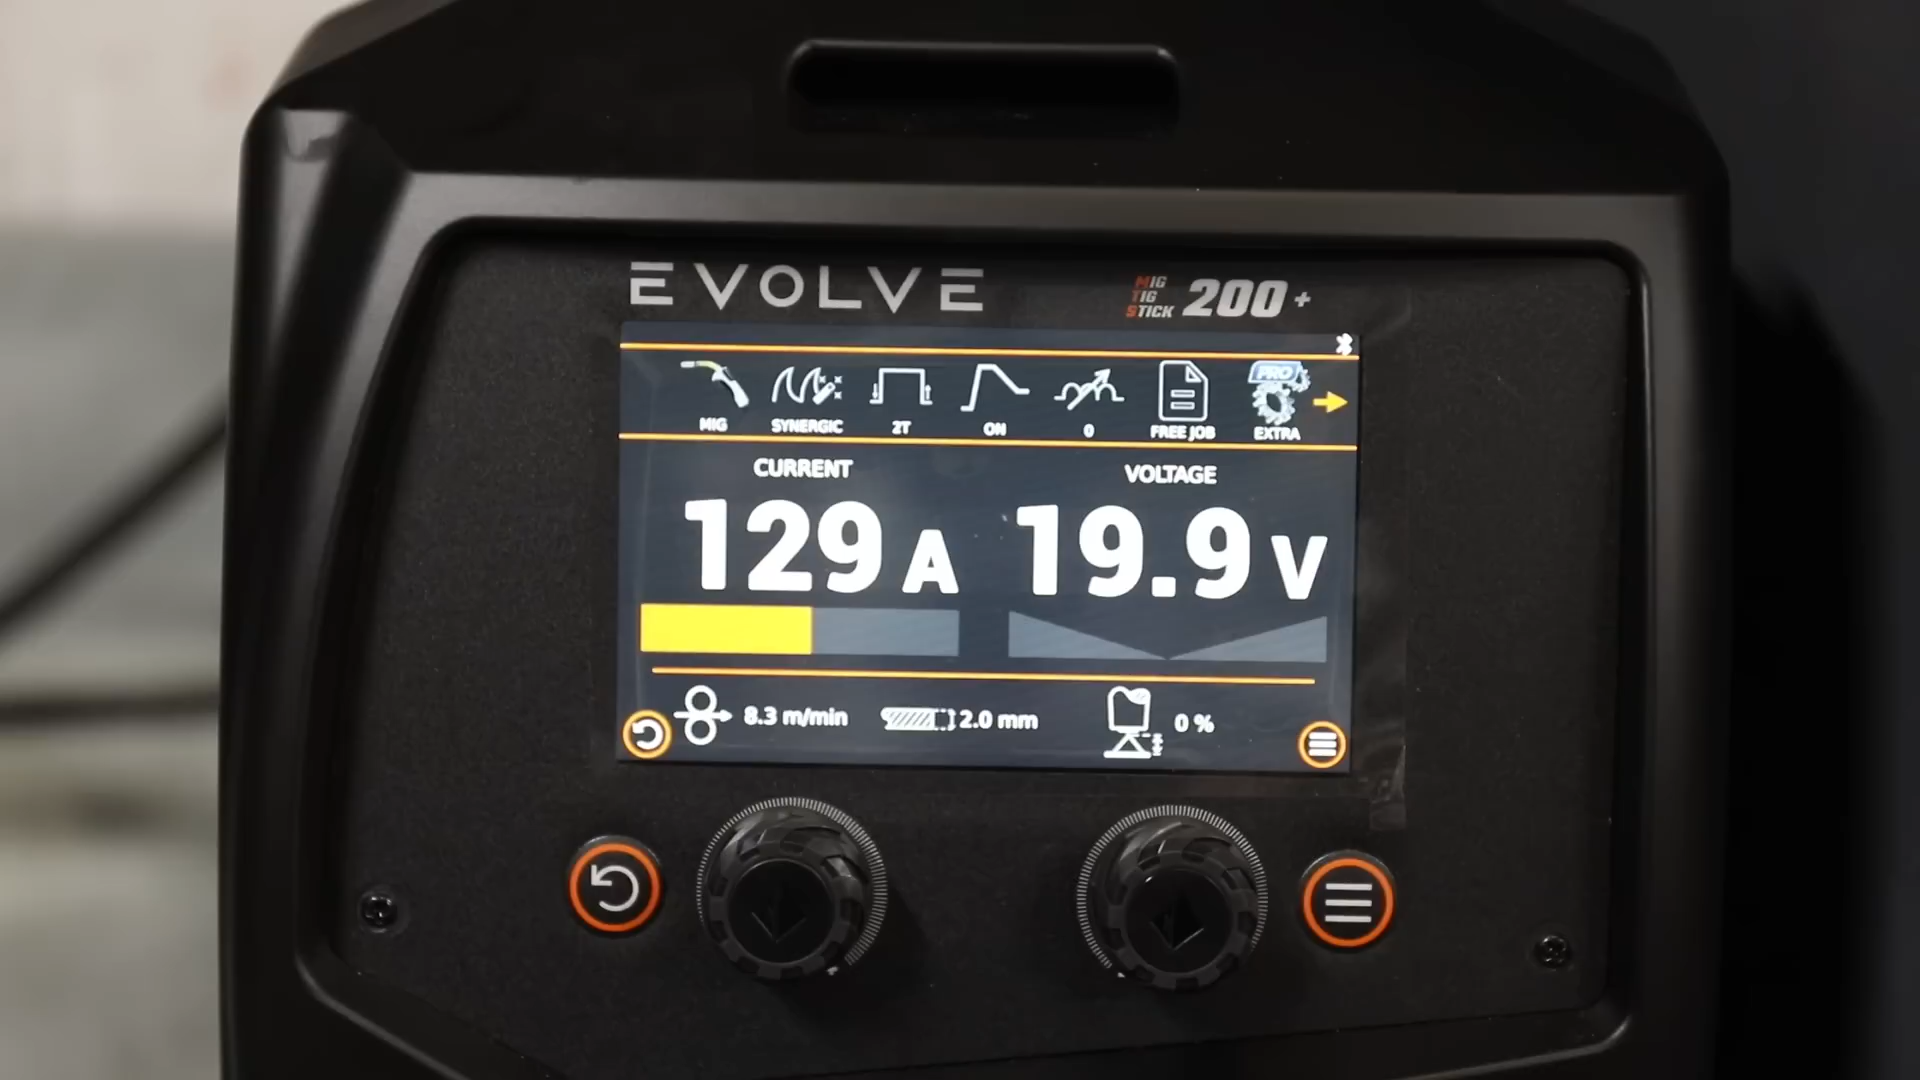 EVOLVE
MIG
TIG
STICK
200+
MIG
SYNERGIC
2T
ON
0
FREE JOB
PRO
EXTRA
CURRENT
VOLTAGE
129 A
19.9 V
8.3 m/min
2.0 mm
0 %